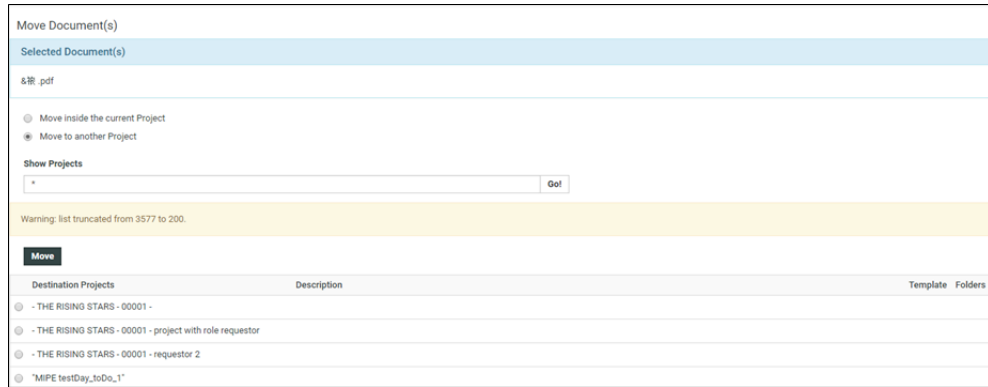 Move Document(s)
Selected Document(s)
&裃 .pdf
Move inside the current Project
Move to another Project
Show Projects
* Go!
Warning: list truncated from 3577 to 200.
Move
Destination Projects Description Template Folders
- THE RISING STARS - 00001 -
- THE RISING STARS - 00001 - project with role requestor
- THE RISING STARS - 00001 - requestor 2
"MIPE testDay_toDo_1"